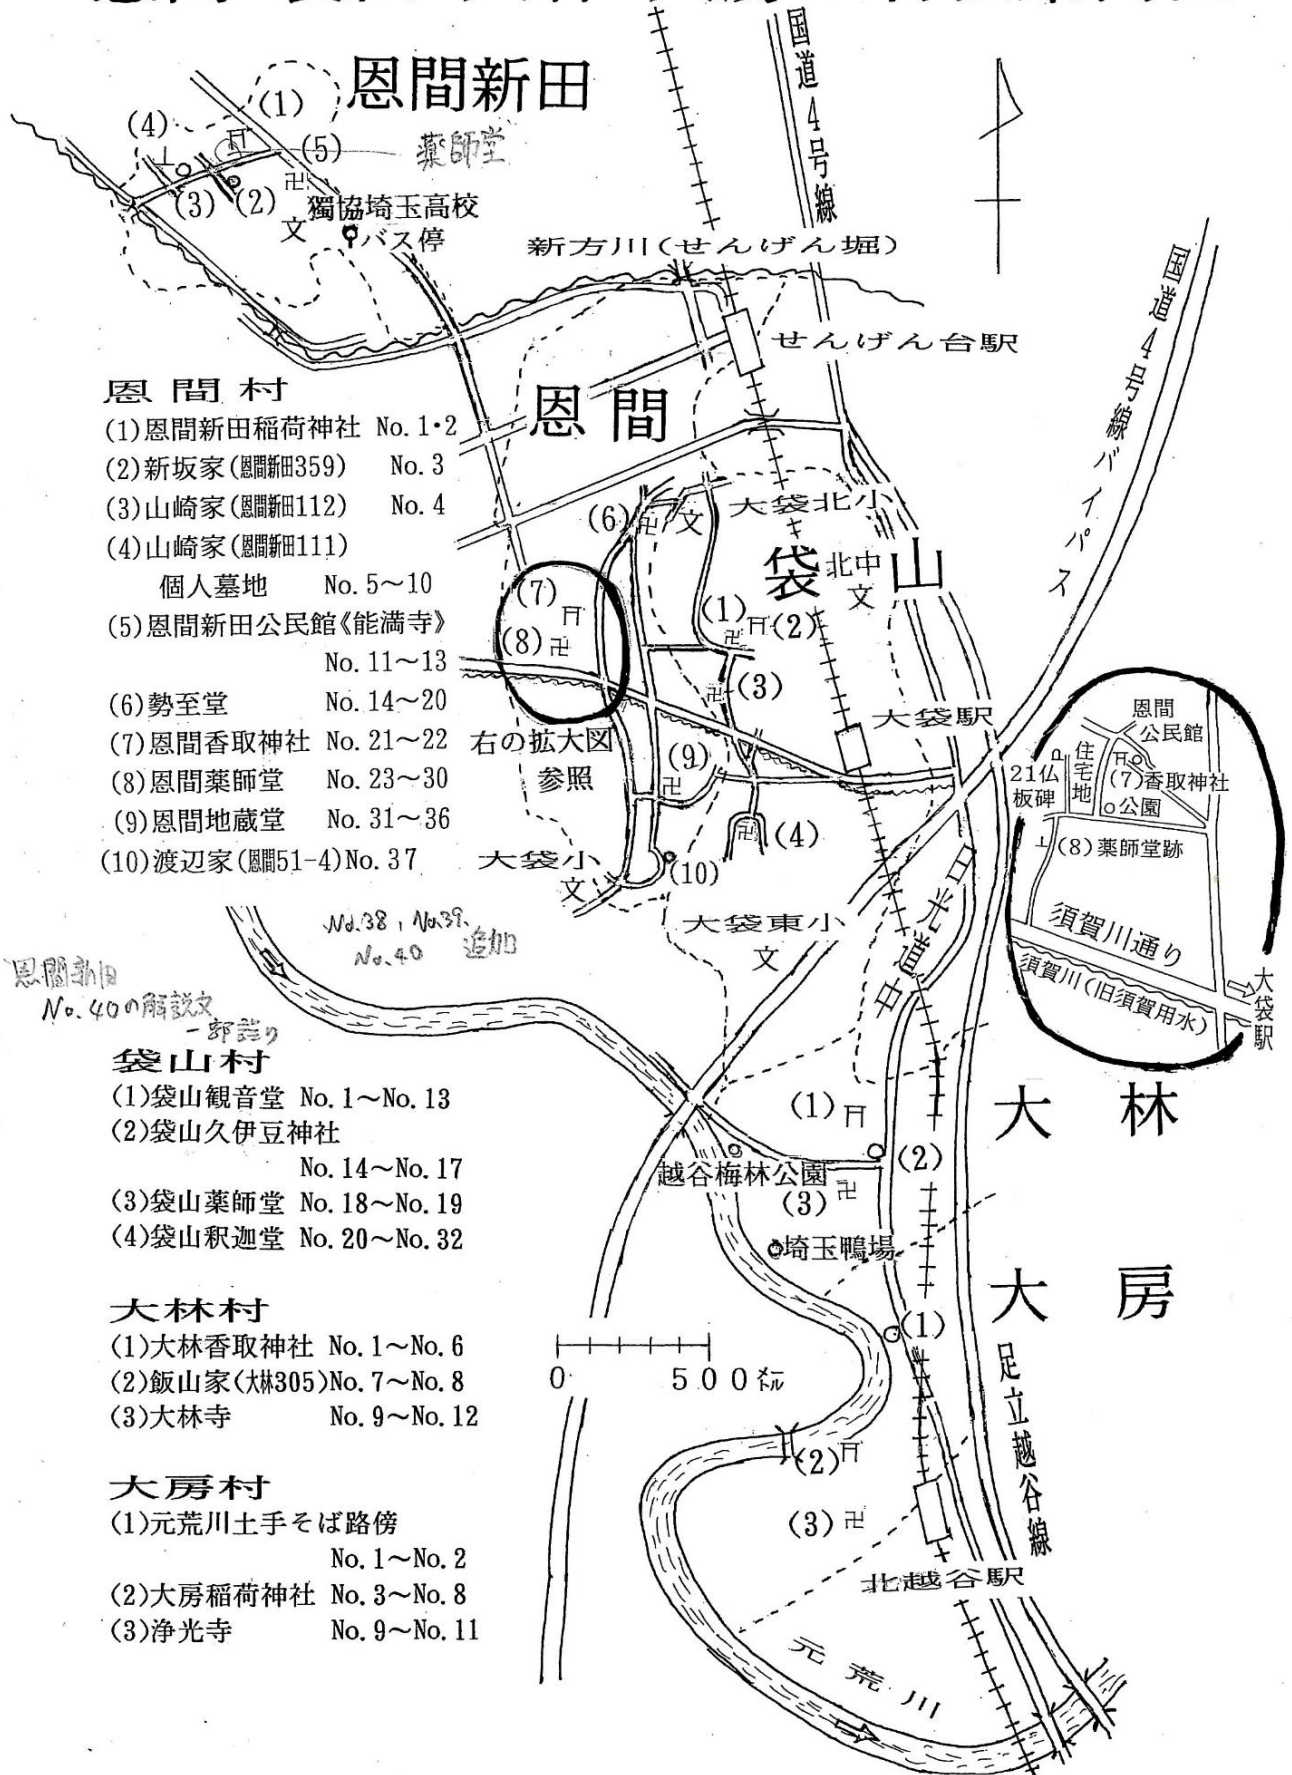 国道4号線
恩間新田
(1)
(4)
(5)
薬師堂
(3)
(2)
文
獨協埼玉高校
バス停
新方川(せんげん堀)
国道4号線バイパス
せんげん台駅
恩間
恩間村
(1)恩間新田稲荷神社 No.1・2
(2)新坂家(恩間新田359) No.3
(3)山崎家(恩間新田112) No.4
(4)山崎家(恩間新田111)
個人墓地 No.5〜10
(5)恩間新田公民館《能満寺》
No.11〜13
(6)勢至堂 No.14〜20
(7)恩間香取神社 No.21〜22
(8)恩間薬師堂 No.23〜30
(9)恩間地蔵堂 No.31〜36
(10)渡辺家(恩間51-4)No.37
No.38, No.39,
No.40 追加
恩間新田
No.40の解説文
一部誤り
(6)
文
大袋北小
袋山
北中
文
(7)
(8)
(1)
(2)
(3)
大袋駅
右の拡大図
参照
(9)
(4)
大袋小
文
(10)
大袋東小
文
日光道中
恩間
公民館
住宅地
P
21仏
板碑
(7)香取神社
公園
(8)薬師堂跡
須賀川通り
須賀川(旧須賀用水)
大袋駅
袋山村
(1)袋山観音堂 No.1〜No.13
(2)袋山久伊豆神社
No.14〜No.17
(3)袋山薬師堂 No.18〜No.19
(4)袋山釈迦堂 No.20〜No.32
大林
(1)
(2)
越谷梅林公園
(3)
埼玉鴨場
大林村
(1)大林香取神社 No.1〜No.6
(2)飯山家(大林305)No.7〜No.8
(3)大林寺 No.9〜No.12
大房
(1)
0 500メートル
足立越谷線
(2)
(3)
北越谷駅
元荒川
大房村
(1)元荒川土手そば路傍
No.1〜No.2
(2)大房稲荷神社 No.3〜No.8
(3)浄光寺 No.9〜No.11